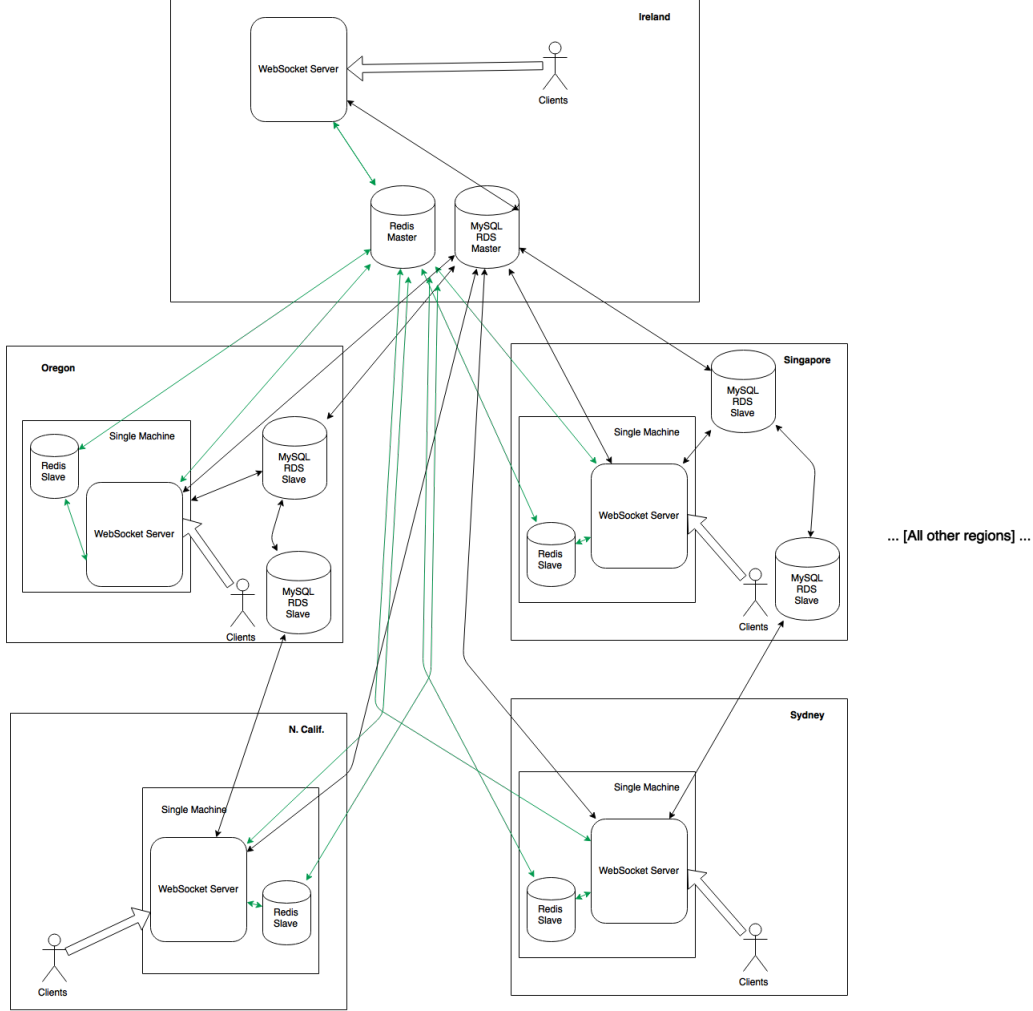 Ireland
WebSocket Server
Clients
Redis
Master
MySQL
RDS
Master
Oregon
Single Machine
Redis
Slave
WebSocket Server
MySQL
RDS
Slave
MySQL
RDS
Slave
Clients
Singapore
MySQL
RDS
Slave
Single Machine
WebSocket Server
Redis
Slave
MySQL
RDS
Slave
Clients
... [All other regions] ...
N. Calif.
Single Machine
WebSocket Server
Redis
Slave
Clients
Sydney
Single Machine
WebSocket Server
Redis
Slave
Clients